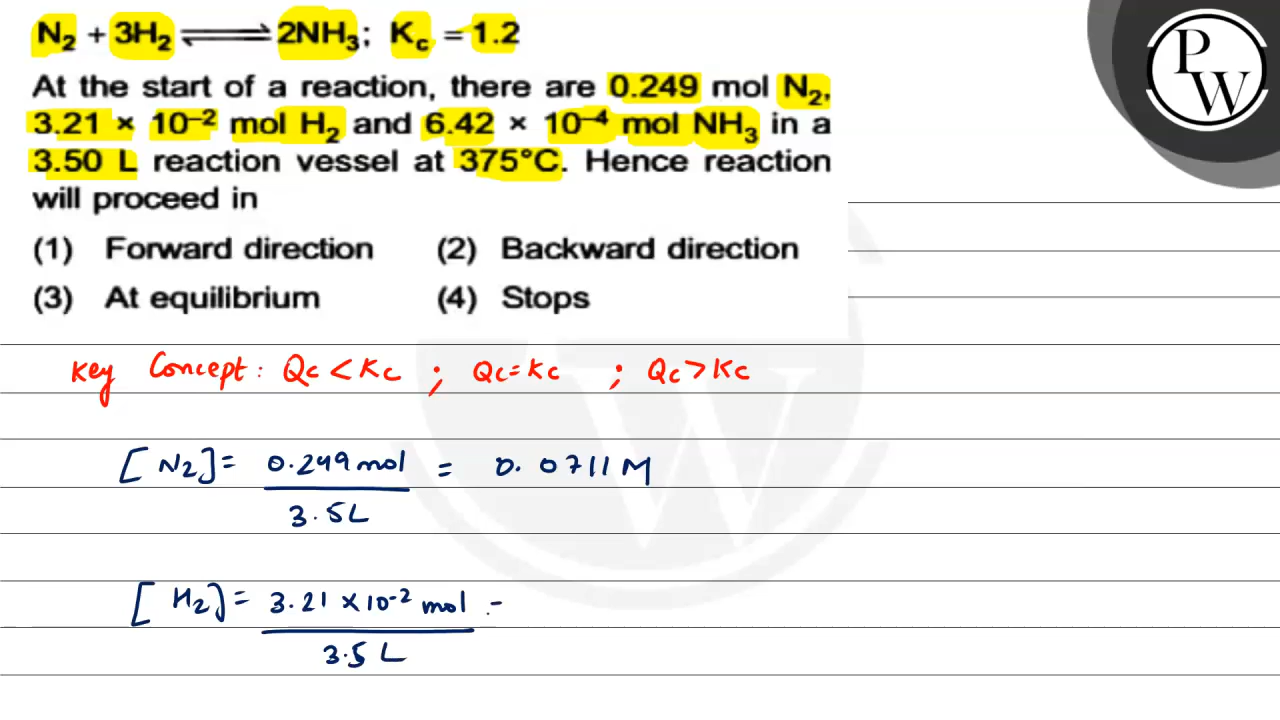 N₂ + 3H₂ ⇌ 2NH₃; K_c = 1.2
At the start of a reaction, there are 0.249 mol N₂,
3.21 × 10⁻² mol H₂ and 6.42 × 10⁻⁴ mol NH₃ in a
3.50 L reaction vessel at 375°C. Hence reaction
will proceed in
(1) Forward direction (2) Backward direction
(3) At equilibrium (4) Stops
Key Concept: Qc < Kc ; Qc = Kc ; Qc > Kc
[N₂] = 0.249 mol / 3.5 L = 0.0711 M
[H₂] = 3.21 × 10⁻² mol / 3.5 L =
P
W